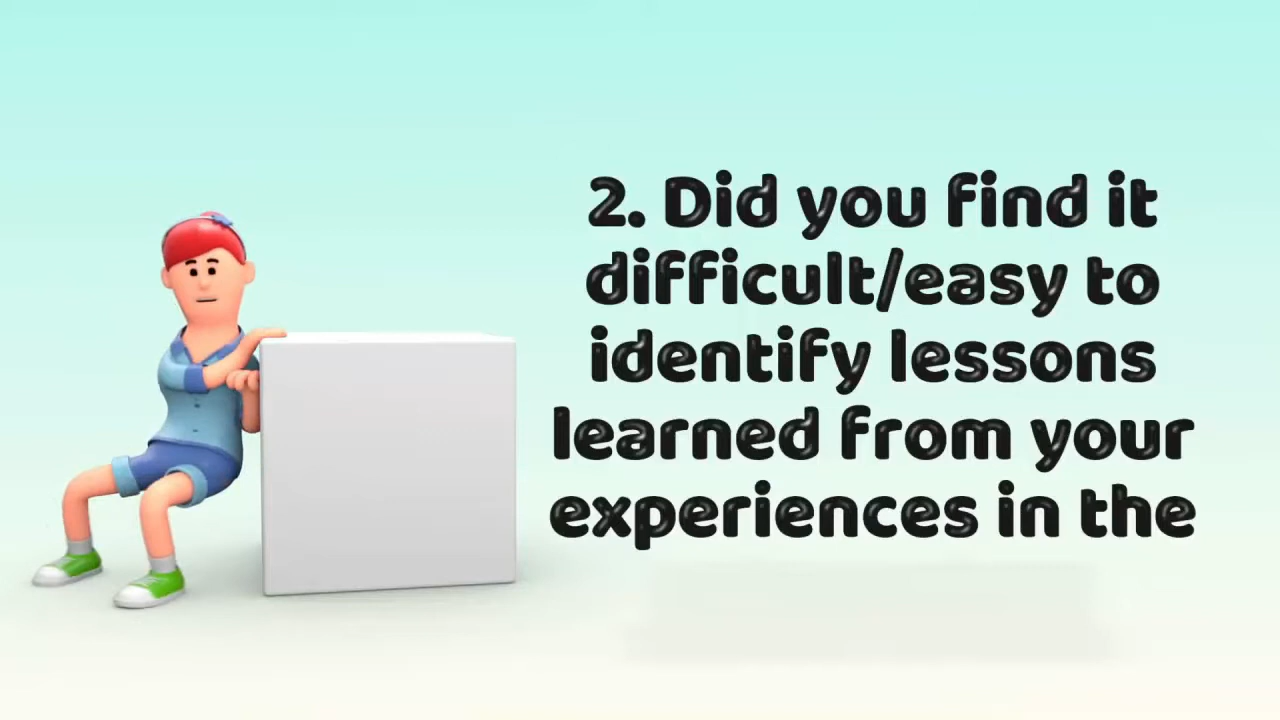 2. Did you find it
difficult/easy to
identify lessons
learned from your
experiences in the